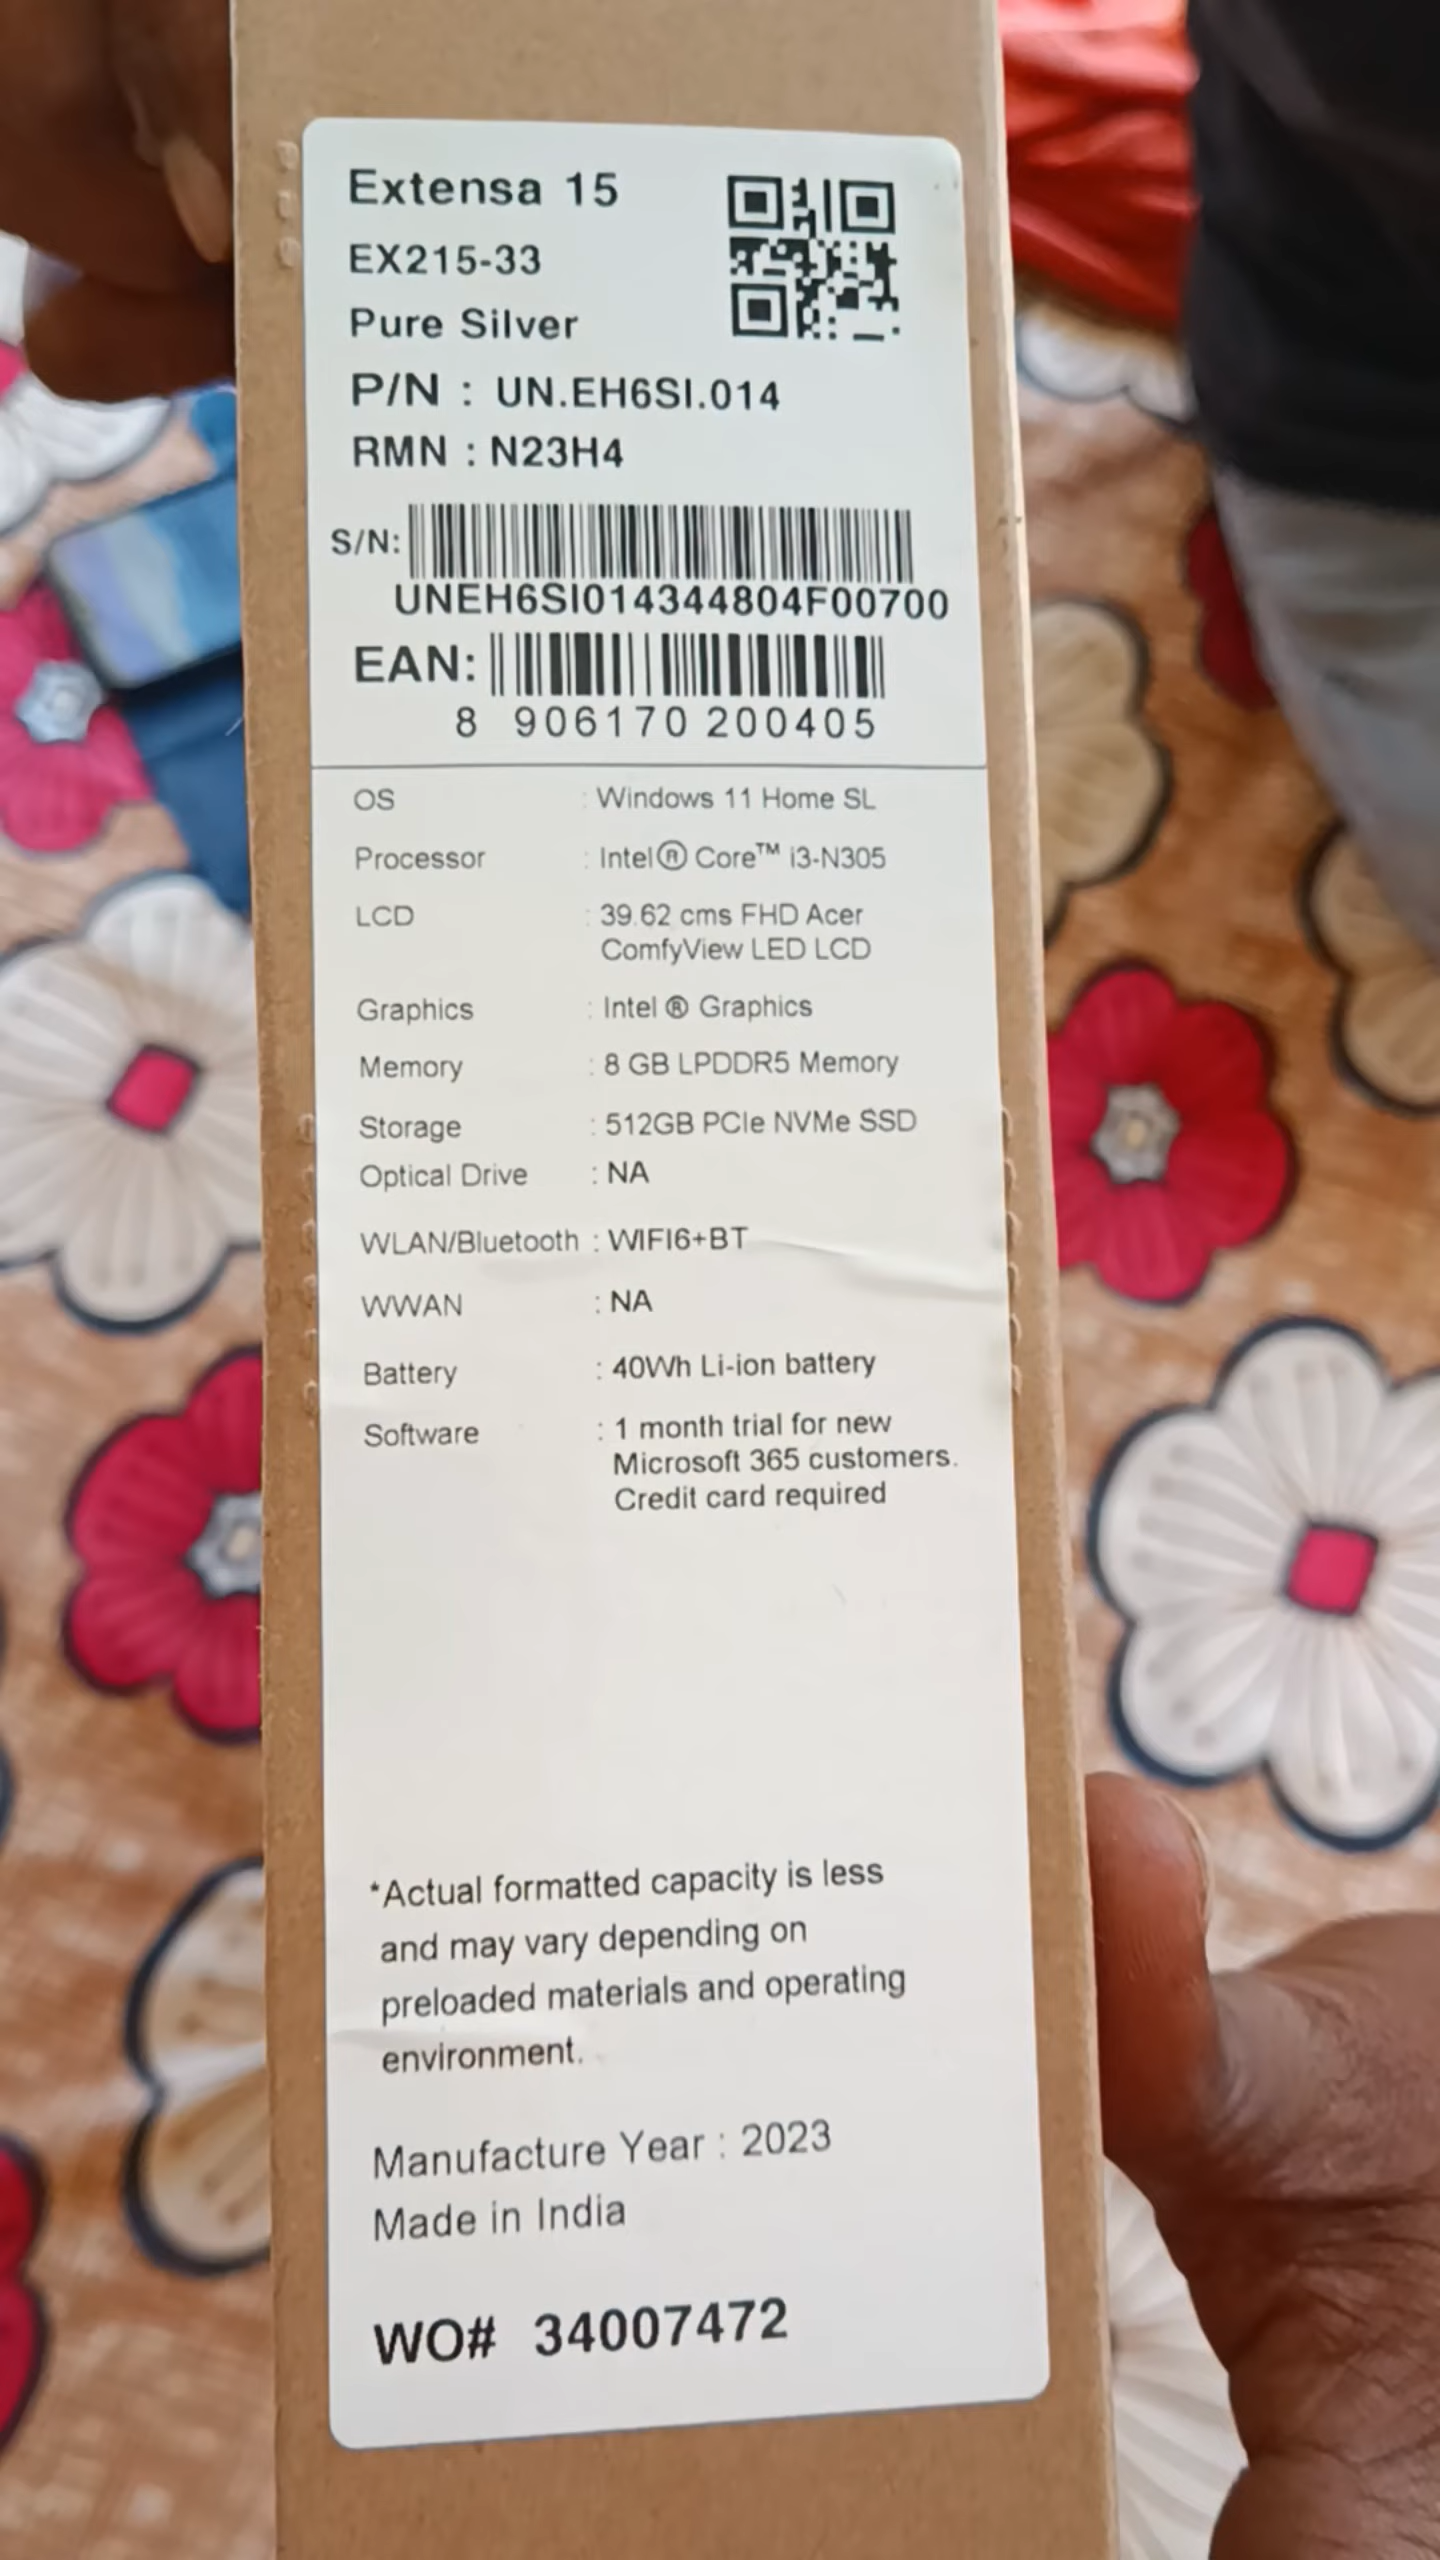 Extensa 15
EX215-33
Pure Silver
P/N : UN.EH6SI.014
RMN : N23H4
S/N:
UNEH6SI014344804F00700
EAN:
8 906170 200405
OS : Windows 11 Home SL
Processor : Intel® Core™ i3-N305
LCD : 39.62 cms FHD Acer
ComfyView LED LCD
Graphics : Intel ® Graphics
Memory : 8 GB LPDDR5 Memory
Storage : 512GB PCIe NVMe SSD
Optical Drive : NA
WLAN/Bluetooth : WIFI6+BT
WWAN : NA
Battery : 40Wh Li-ion battery
Software : 1 month trial for new
Microsoft 365 customers.
Credit card required
*Actual formatted capacity is less
and may vary depending on
preloaded materials and operating
environment.
Manufacture Year : 2023
Made in India
WO# 34007472